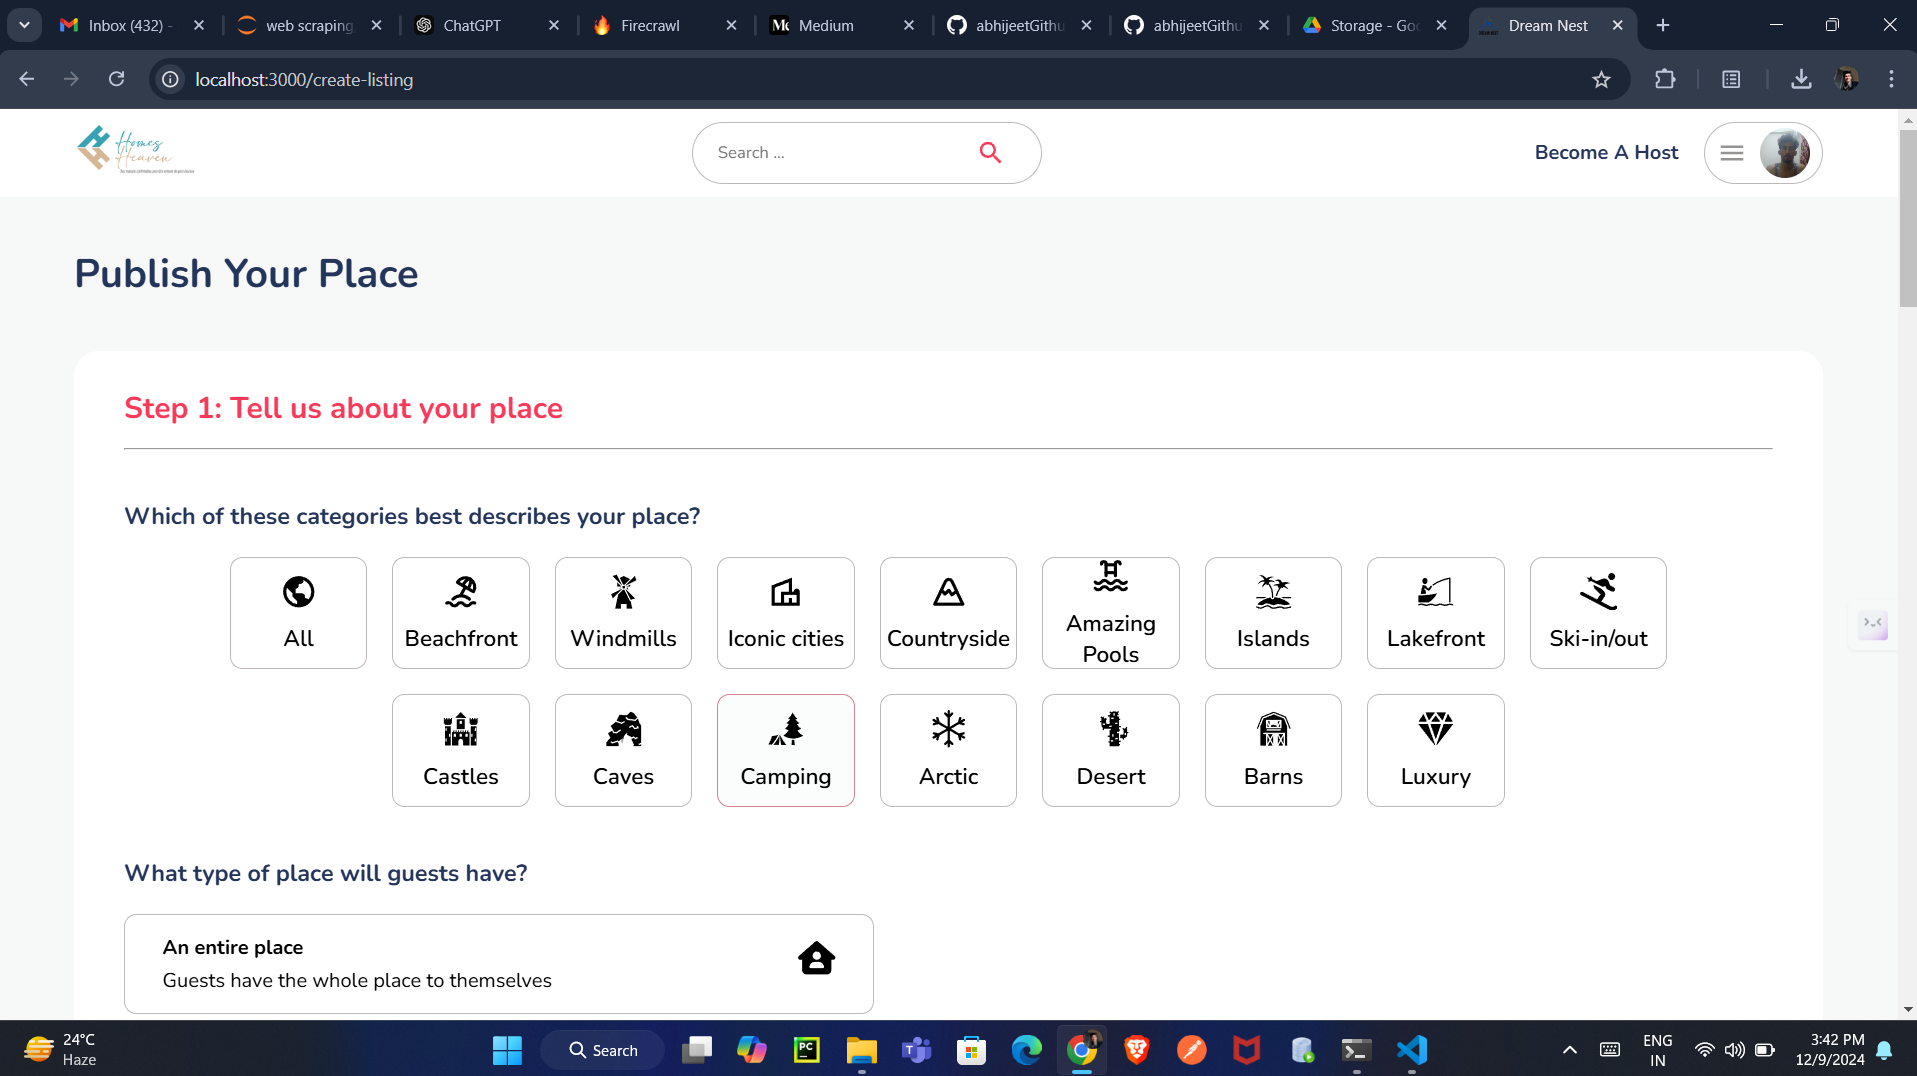 Inbox (432) -
web scraping
ChatGPT
Firecrawl
Medium
abhijeetGithu
abhijeetGithu
Storage - Goo
Dream Nest
localhost:3000/create-listing
Homes
Heaven
Search ...
Become A Host
Publish Your Place
Step 1: Tell us about your place
Which of these categories best describes your place?
All
Beachfront
Windmills
Iconic cities
Countryside
Amazing
Pools
Islands
Lakefront
Ski-in/out
Castles
Caves
Camping
Arctic
Desert
Barns
Luxury
What type of place will guests have?
An entire place
Guests have the whole place to themselves
24°C
Haze
Search
ENG
IN
3:42 PM
12/9/2024